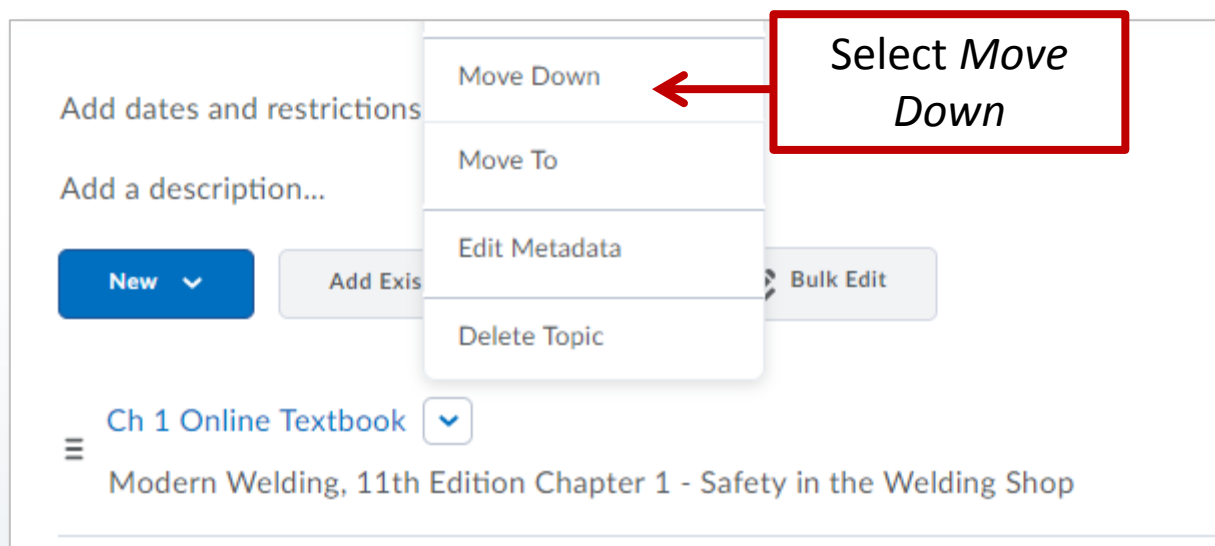 Select Move
Down
Move Down
Add dates and restrictions
Move To
Add a description...
Edit Metadata
New
Add Exis
Bulk Edit
Delete Topic
Ch 1 Online Textbook
Modern Welding, 11th Edition Chapter 1 - Safety in the Welding Shop